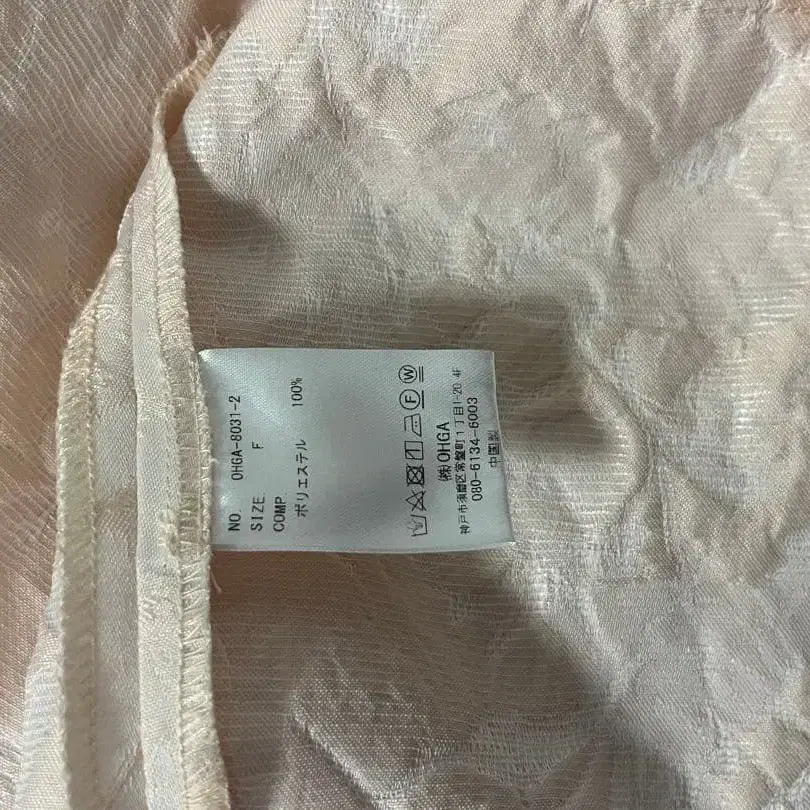 NO. OHGA-8031-2
SIZE F
COMP.
ポリエステル 100%
(株)OHGA
神戸市須磨区常盤町1丁目1-20 4F
080-6134-6003
中国製